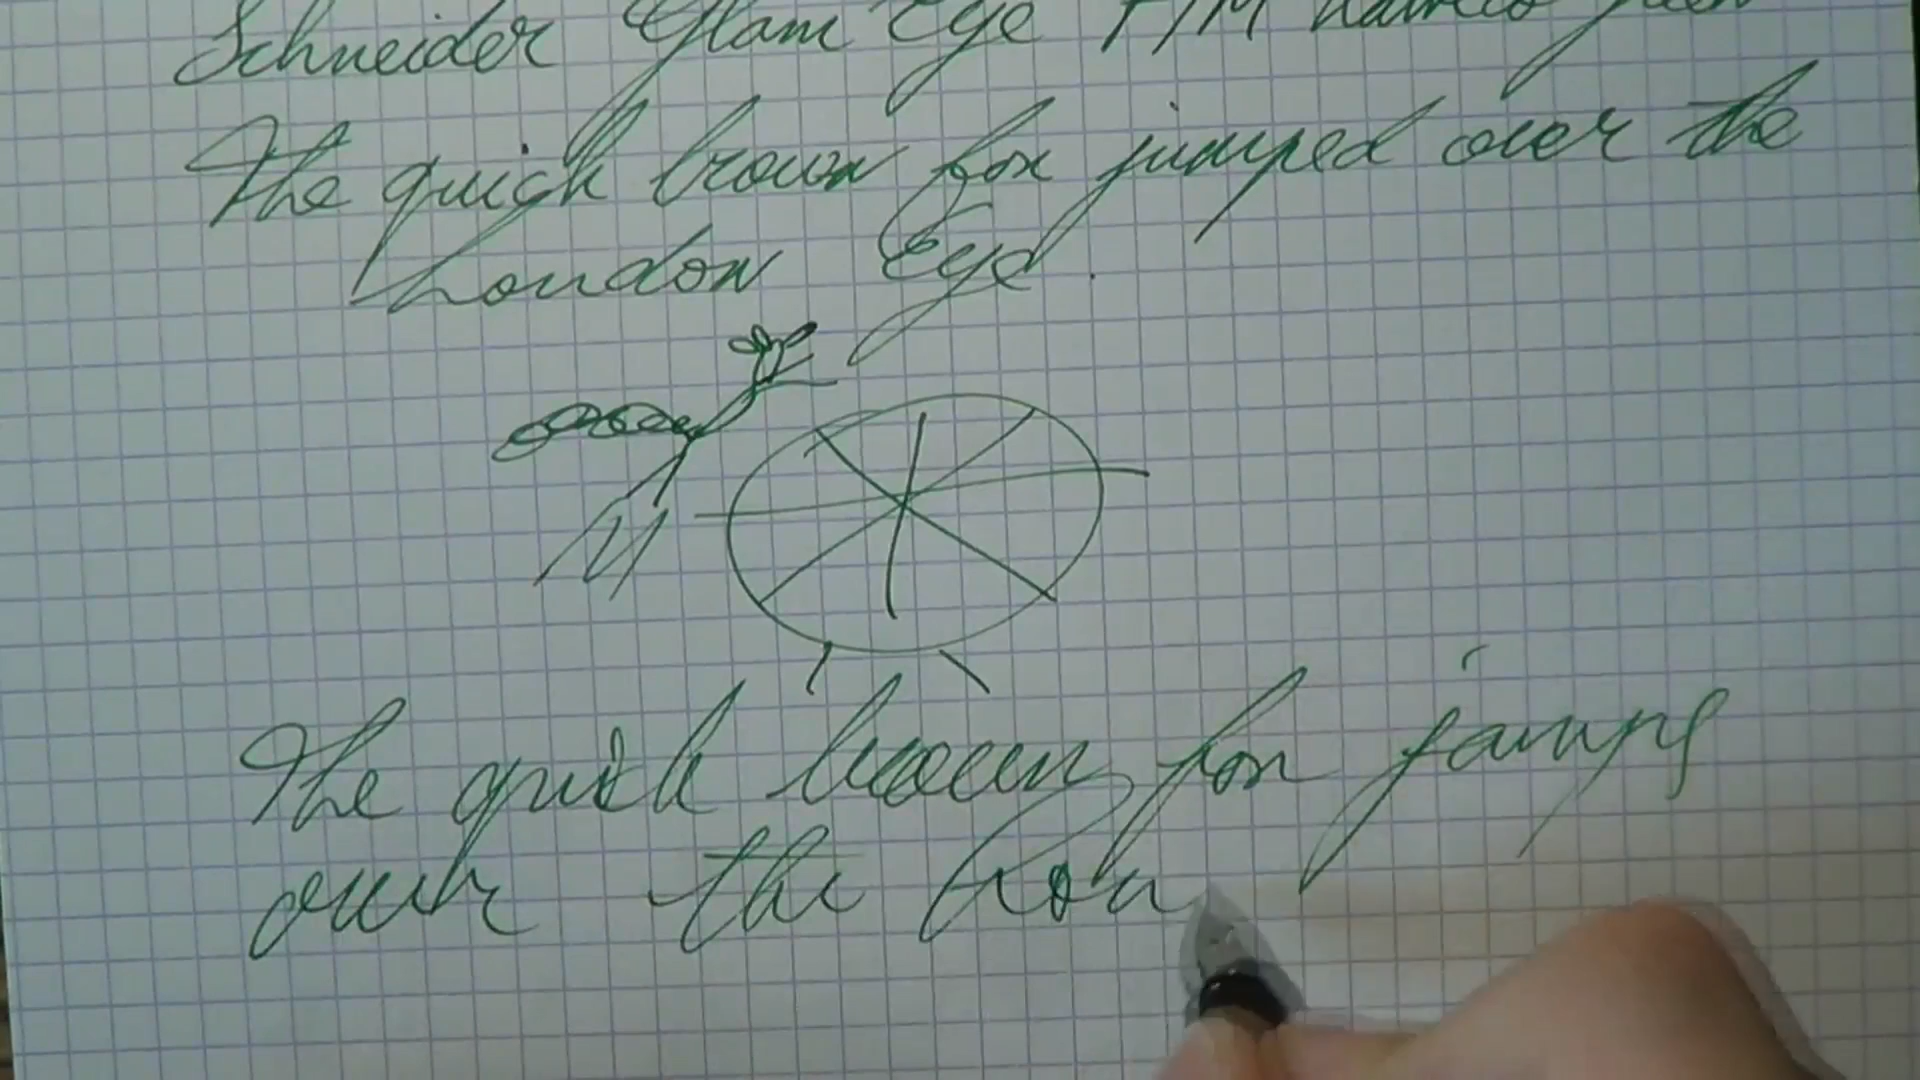 Schneider Glam Eye F/M
The quick brown fox jumped over the
London Eye.
The quick brown fox jumps
over the